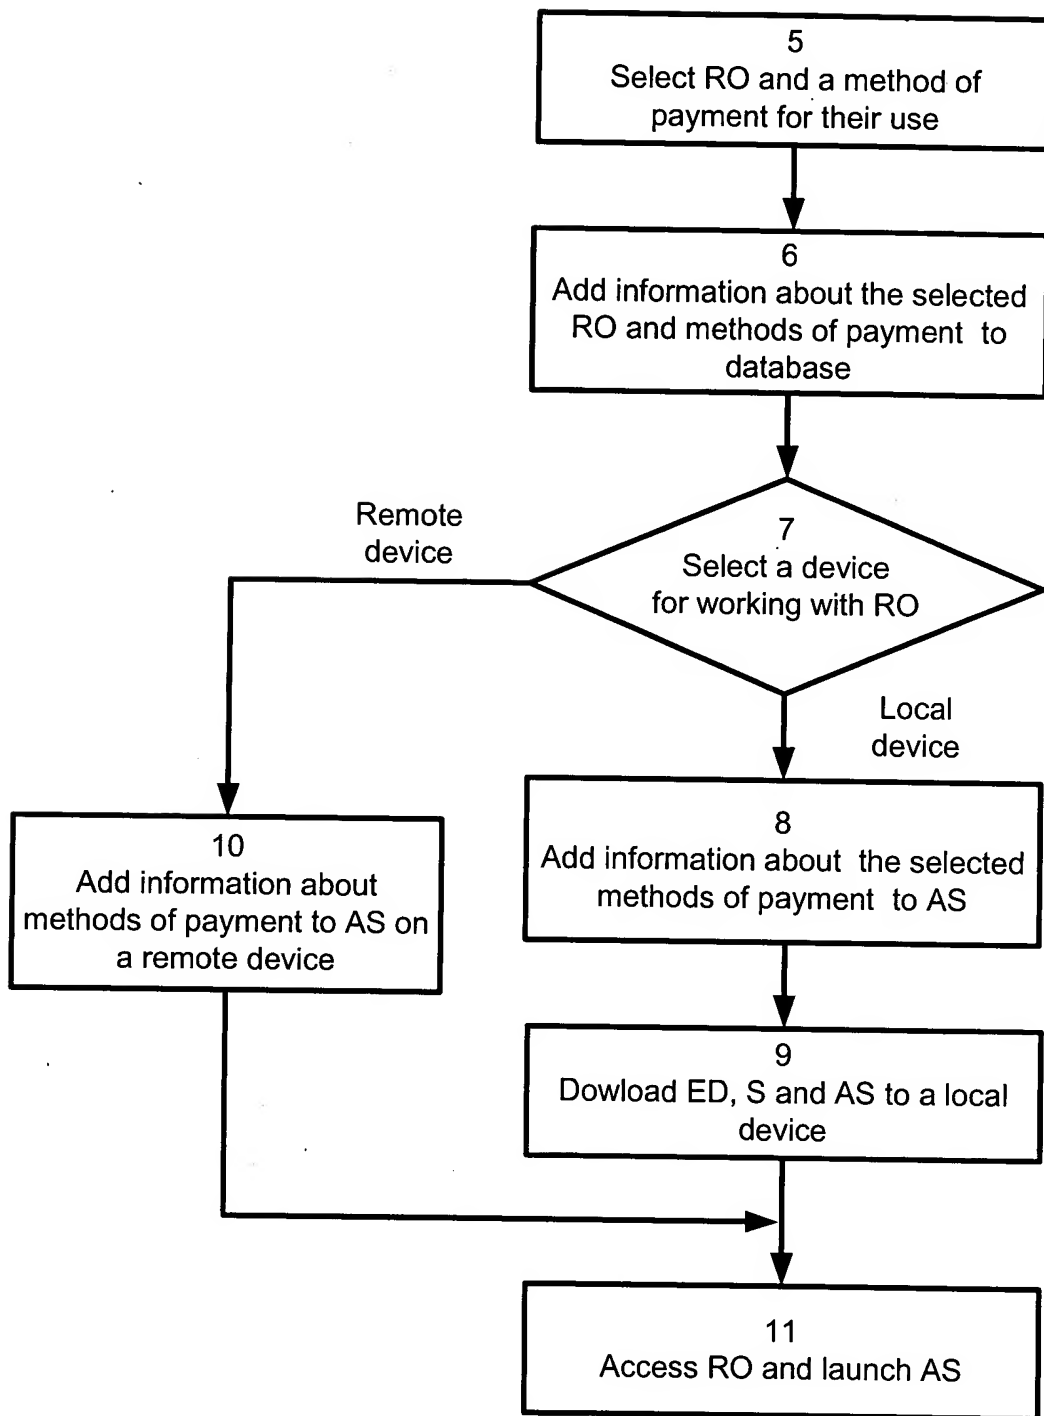 5
Select RO and a method of
payment for their use
6
Add information about the selected
RO and methods of payment to
database
Remote
device
7
Select a device
for working with RO
Local
device
10
Add information about
methods of payment to AS on
a remote device
8
Add information about the selected
methods of payment to AS
9
Dowload ED, S and AS to a local
device
11
Access RO and launch AS